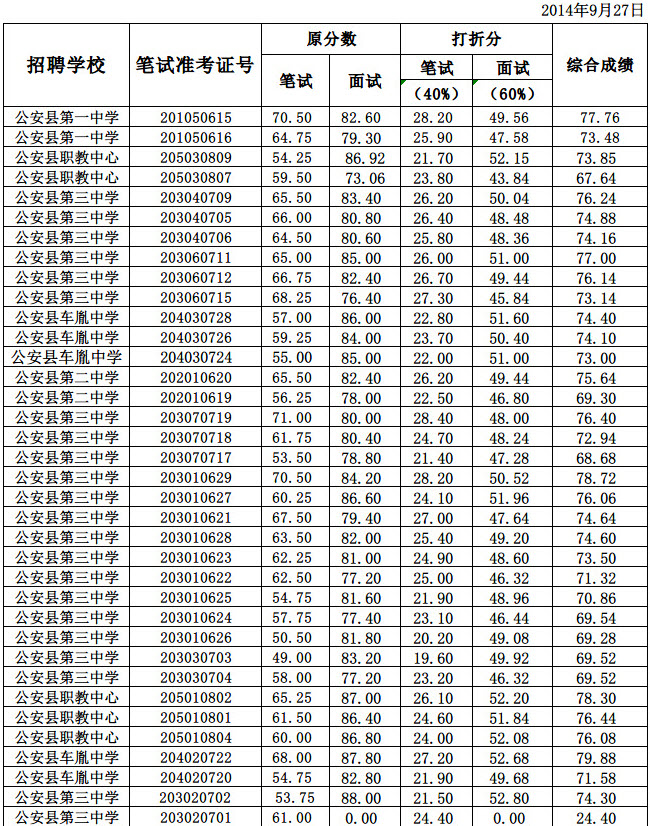 2014年9月27日
招聘学校 笔试准考证号 原分数 打折分 综合成绩
笔试 面试 笔试 面试
（40%） （60%）
公安县第一中学 201050615 70.50 82.60 28.20 49.56 77.76
公安县第一中学 201050616 64.75 79.30 25.90 47.58 73.48
公安县职教中心 205030809 54.25 86.92 21.70 52.15 73.85
公安县职教中心 205030807 59.50 73.06 23.80 43.84 67.64
公安县第三中学 203040709 65.50 83.40 26.20 50.04 76.24
公安县第三中学 203040705 66.00 80.80 26.40 48.48 74.88
公安县第三中学 203040706 64.50 80.60 25.80 48.36 74.16
公安县第三中学 203060711 65.00 85.00 26.00 51.00 77.00
公安县第三中学 203060712 66.75 82.40 26.70 49.44 76.14
公安县第三中学 203060715 68.25 76.40 27.30 45.84 73.14
公安县车胤中学 204030728 57.00 86.00 22.80 51.60 74.40
公安县车胤中学 204030726 59.25 84.00 23.70 50.40 74.10
公安县车胤中学 204030724 55.00 85.00 22.00 51.00 73.00
公安县第二中学 202010620 65.50 82.40 26.20 49.44 75.64
公安县第二中学 202010619 56.25 78.00 22.50 46.80 69.30
公安县第三中学 203070719 71.00 80.00 28.40 48.00 76.40
公安县第三中学 203070718 61.75 80.40 24.70 48.24 72.94
公安县第三中学 203070717 53.50 78.80 21.40 47.28 68.68
公安县第三中学 203010629 70.50 84.20 28.20 50.52 78.72
公安县第三中学 203010627 60.25 86.60 24.10 51.96 76.06
公安县第三中学 203010621 67.50 79.40 27.00 47.64 74.64
公安县第三中学 203010628 63.50 82.00 25.40 49.20 74.60
公安县第三中学 203010623 62.25 81.00 24.90 48.60 73.50
公安县第三中学 203010622 62.50 77.20 25.00 46.32 71.32
公安县第三中学 203010625 54.75 81.60 21.90 48.96 70.86
公安县第三中学 203010624 57.75 77.40 23.10 46.44 69.54
公安县第三中学 203010626 50.50 81.80 20.20 49.08 69.28
公安县第三中学 203030703 49.00 83.20 19.60 49.92 69.52
公安县第三中学 203030704 58.00 77.20 23.20 46.32 69.52
公安县职教中心 205010802 65.25 87.00 26.10 52.20 78.30
公安县职教中心 205010801 61.50 86.40 24.60 51.84 76.44
公安县职教中心 205010804 60.00 86.80 24.00 52.08 76.08
公安县车胤中学 204020722 68.00 87.80 27.20 52.68 79.88
公安县车胤中学 204020720 54.75 82.80 21.90 49.68 71.58
公安县第三中学 203020702 53.75 88.00 21.50 52.80 74.30
公安县第三中学 203020701 61.00 0.00 24.40 0.00 24.40